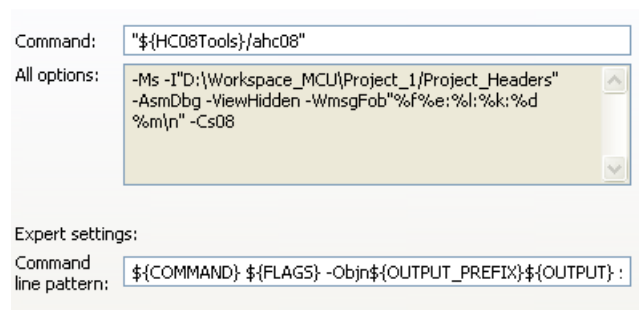 Command: "${HC08Tools}/ahc08"
All options: -Ms -I"D:\Workspace_MCU\Project_1/Project_Headers"
-AsmDbg -ViewHidden -WmsgFob"%f%e:%l:%k:%d
%m\n" -Cs08
Expert settings:
Command
line pattern: ${COMMAND} ${FLAGS} -Objn${OUTPUT_PREFIX}${OUTPUT}